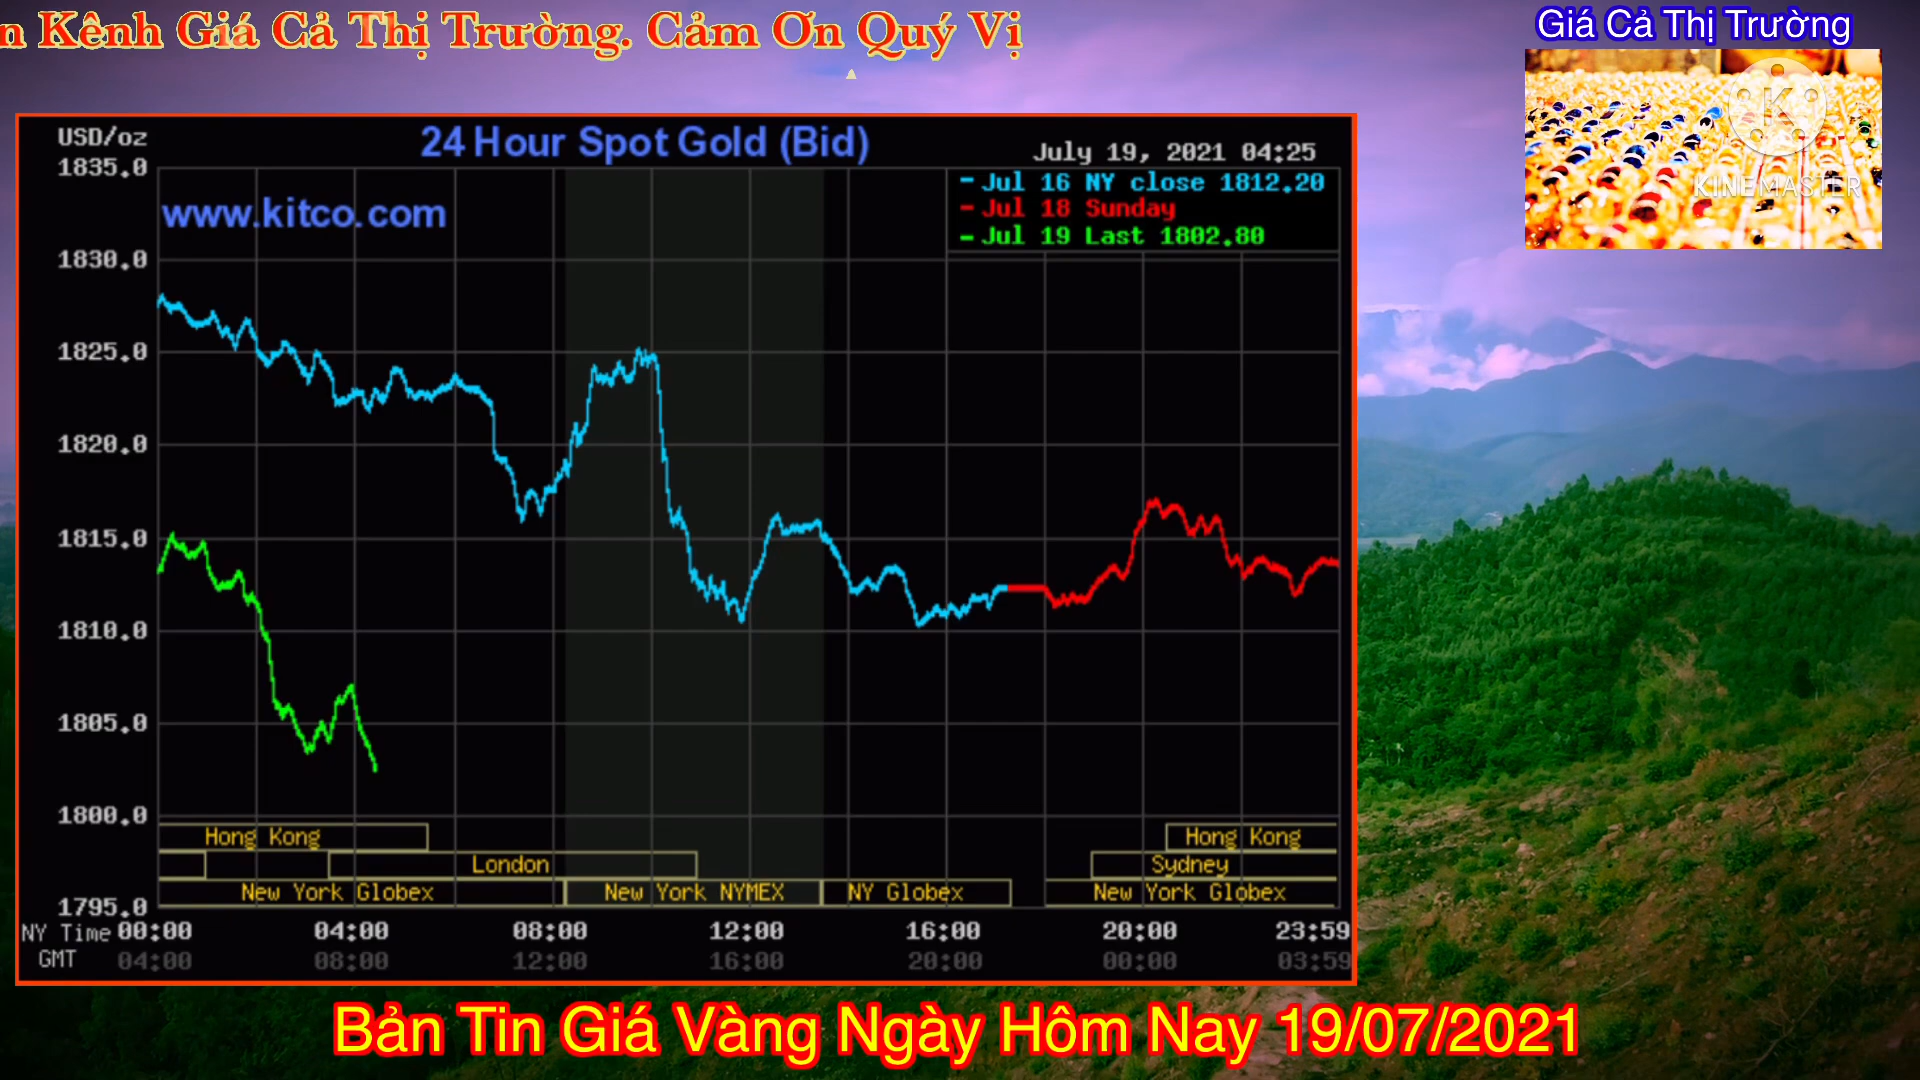 n Kênh Giá Cả Thị Trường. Cảm Ơn Quý Vị
Giá Cả Thị Trường
KINEMASTER
USD/oz
24 Hour Spot Gold (Bid)
July 19, 2021 04:25
www.kitco.com
Jul 16 NY close 1812.20
Jul 18 Sunday
Jul 19 Last 1802.80
1835.0
1830.0
1825.0
1820.0
1815.0
1810.0
1805.0
1800.0
1795.0
Hong Kong
Hong Kong
London
Sydney
New York Globex
New York NYMEX
NY Globex
New York Globex
NY Time 00:00 04:00 08:00 12:00 16:00 20:00 23:59
GMT 04:00 08:00 12:00 16:00 20:00 00:00 03:59
Bản Tin Giá Vàng Ngày Hôm Nay 19/07/2021